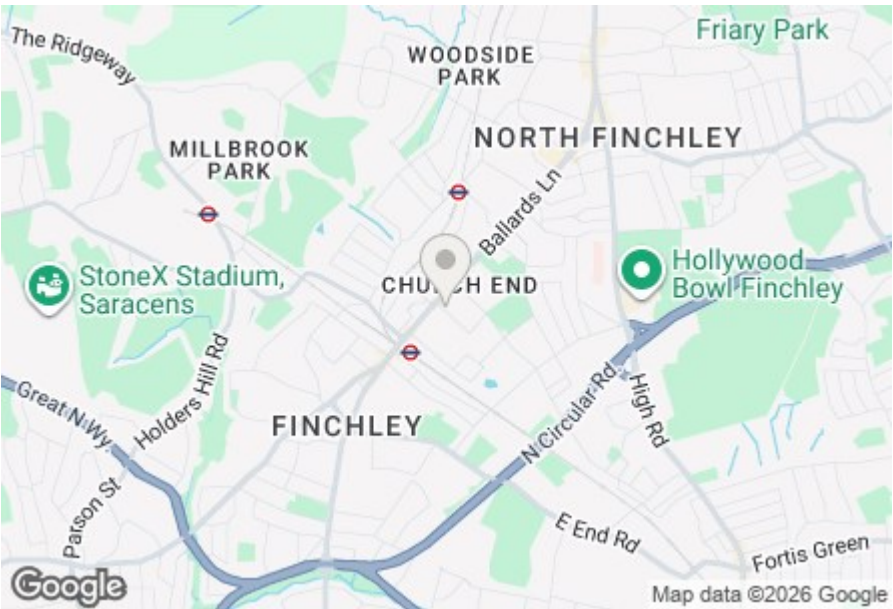 The Ridgeway
Friary Park
WOODSIDE
PARK
NORTH FINCHLEY
MILLBROOK
PARK
Ballards Ln
StoneX Stadium,
Saracens
CHURCH END
Hollywood
Bowl Finchley
Holders Hill Rd
Great N Wy.
FINCHLEY
N Circular Rd.
High Rd
Parson St
E End Rd
Fortis Green
Google
Map data ©2026 Google